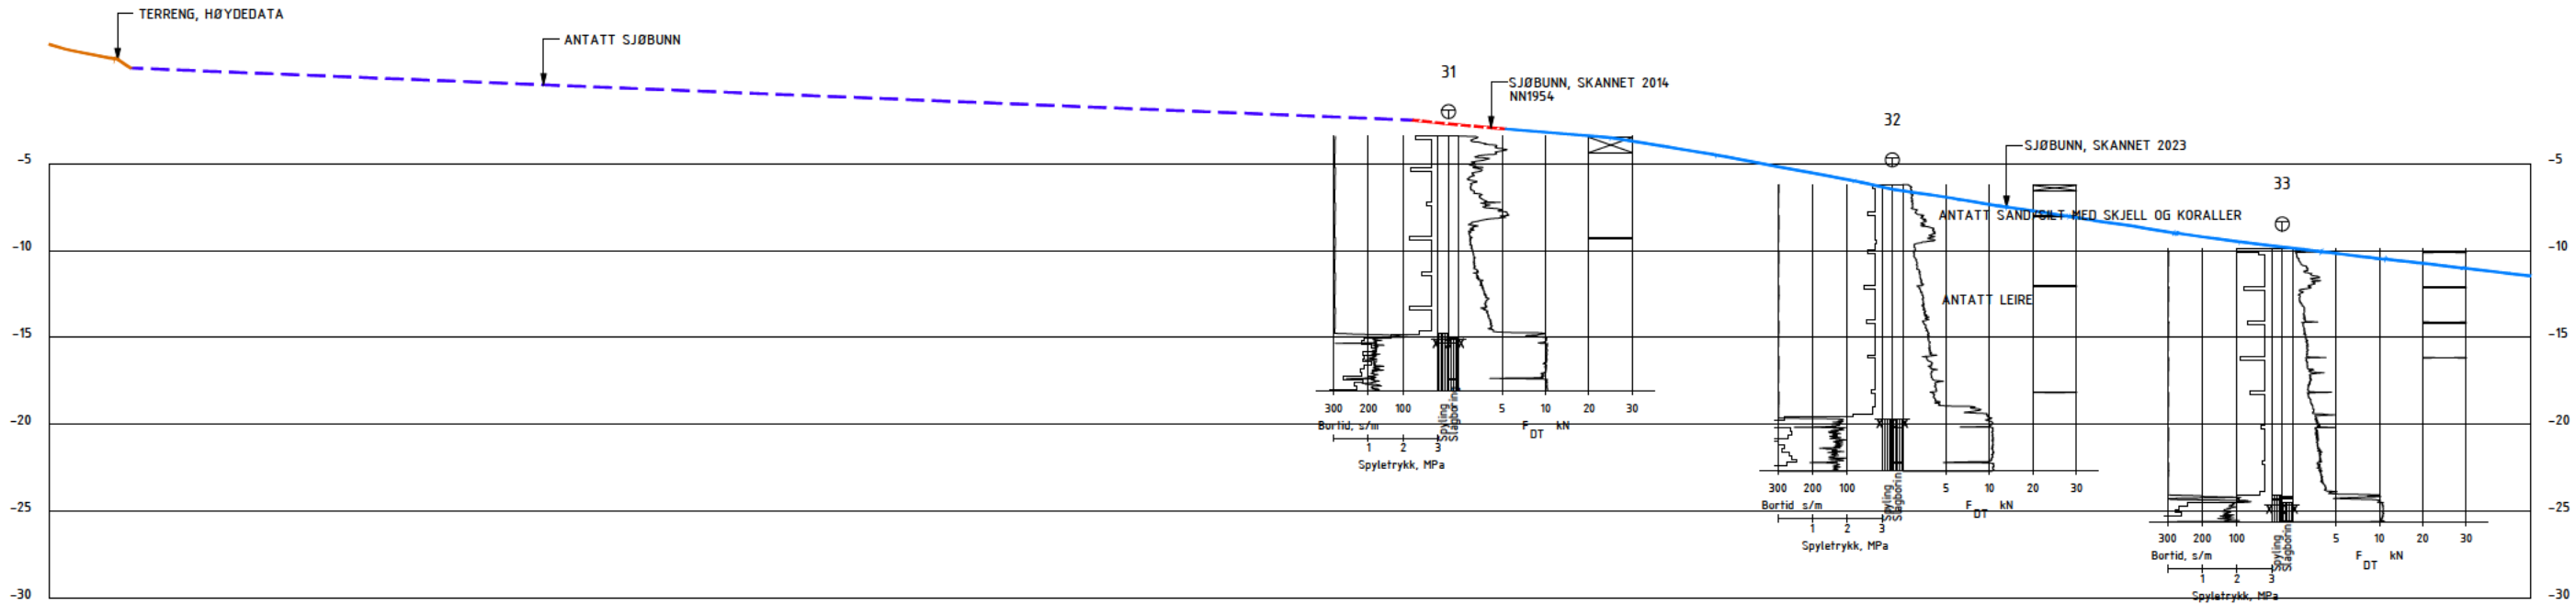 TERRENG, HØYDEDATA
ANTATT SJØBUNN
31
SJØBUNN, SKANNET 2014
NN1954
32
SJØBUNN, SKANNET 2023
33
-5
-5
ANTATT SAND/SILT MED SKJELL OG KORALLER
-10
-10
ANTATT LEIRE
-15
-15
300 200 100 5 10 20 30
Bortid, s/m
Spyling
Slagboring
F DT kN
1 2 3
Spyletrykk, MPa
-20
-20
300 200 100 5 10 20 30
Bortid s/m
Spyling
Slagborin
F DT kN
1 2 3
Spyletrykk, MPa
-25
-25
300 200 100 5 10 20 30
Bortid, s/m
Spyling
Slagborin
F DT kN
1 2 3
Spyletrykk, MPa
-30
-30